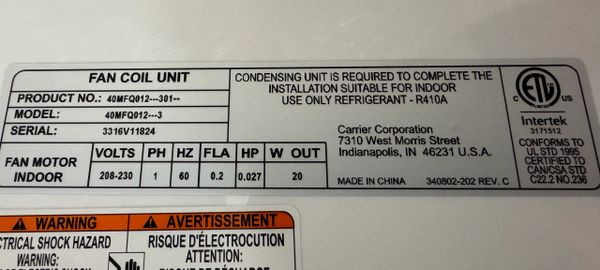 FAN COIL UNIT
PRODUCT NO.: 40MFQ012---301--
MODEL: 40MFQ012---3
SERIAL: 3316V11824
FAN MOTOR INDOOR
VOLTS PH HZ FLA HP W OUT
208-230 1 60 0.2 0.027 20
CONDENSING UNIT IS REQUIRED TO COMPLETE THE
INSTALLATION SUITABLE FOR INDOOR
USE ONLY REFRIGERANT - R410A
Carrier Corporation
7310 West Morris Street
Indianapolis, IN 46231 U.S.A.
MADE IN CHINA 340802-202 REV. C
C ETL US
LISTED
Intertek
3171512
CONFORMS TO
UL STD 1995
CERTIFIED TO
CAN/CSA STD
C22.2 NO.236
WARNING
CTRICAL SHOCK HAZARD
AVERTISSEMENT
RISQUE D'ÉLECTROCUTION
ATTENTION: